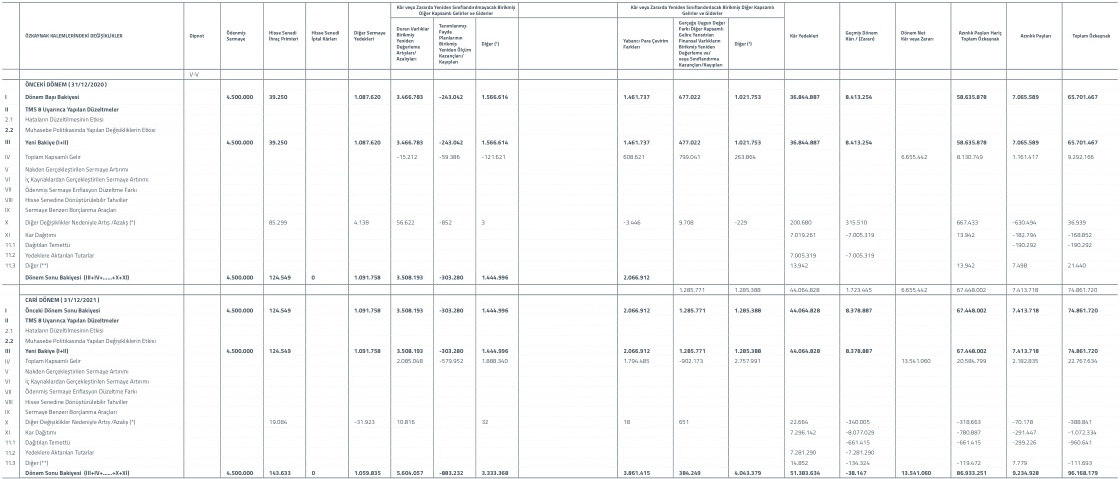 Kâr veya Zararda Yeniden Sınıflandırılmayacak Birikmiş Diğer Kapsamlı Gelirler ve Giderler Kâr veya Zararda Yeniden Sınıflandırılacak Birikmiş Diğer Kapsamlı Gelirler ve Giderler
ÖZKAYNAK KALEMLERİNDEKİ DEĞİŞİKLİKLER Dipnot Ödenmiş Sermaye Hisse Senedi İhraç Primleri Hisse Senedi İptal Kârları Diğer Sermaye Yedekleri Duran Varlıklar Birikmiş Yeniden Değerleme Artışları/Azalışları Tanımlanmış Fayda Planlarının Birikmiş Yeniden Ölçüm Kazançları/Kayıpları Diğer (*) Yabancı Para Çevirim Farkları Gerçeğe Uygun Değer Farkı Diğer Kapsamlı Gelire Yansıtılan Finansal Varlıkların Yeniden Değerleme ve/veya Sınıflandırma Kazançları/Kayıpları Diğer (*) Kâr Yedekleri Geçmiş Dönem Kârı / (Zararı) Dönem Net Kâr veya Zararı Azınlık Payları Hariç Toplam Özkaynak Azınlık Payları Toplam Özkaynak
V-V
ÖNCEKİ DÖNEM ( 31/12/2020 )
I Dönem Başı Bakiyesi 4.500.000 39.250 1.087.620 3.466.783 -243.042 1.566.614 1.461.737 477.022 1.021.753 36.844.887 8.413.254 58.635.878 7.065.589 65.701.467
II TMS 8 Uyarınca Yapılan Düzeltmeler
2.1 Hataların Düzeltilmesinin Etkisi
2.2 Muhasebe Politikasında Yapılan Değişikliklerin Etkisi
III Yeni Bakiye (I+II) 4.500.000 39.250 1.087.620 3.466.783 -243.042 1.566.614 1.461.737 477.022 1.021.753 36.844.887 8.413.254 58.635.878 7.065.589 65.701.467
IV Toplam Kapsamlı Gelir -15.212 -59.386 -121.621 608.621 799.041 263.864 6.655.442 8.130.749 1.161.417 9.292.166
V Nakden Gerçekleştirilen Sermaye Artırımı
VI İç Kaynaklardan Gerçekleştirilen Sermaye Artırımı
VII Ödenmiş Sermaye Enflasyon Düzeltme Farkı
VIII Hisse Senedine Dönüştürülebilir Tahviller
IX Sermaye Benzeri Borçlanma Araçları
X Diğer Değişiklikler Nedeniyle Artış /Azalış (*) 85.299 4.138 56.622 -852 3 -3.446 9.708 -229 200.680 315.510 667.433 -630.494 36.939
XI Kar Dağıtımı 7.019.261 -7.005.319 13.942 -182.794 -168.852
11.1 Dağıtılan Temettü -190.292 -190.292
11.2 Yedeklere Aktarılan Tutarlar 7.005.319 -7.005.319
11.3 Diğer (**) 13.942 13.942 7.498 21.440
Dönem Sonu Bakiyesi (III+IV+.....+X+XI) 4.500.000 124.549 0 1.091.758 3.508.193 -303.280 1.444.996 2.066.912
1.285.771 1.285.388 44.064.828 1.723.445 6.655.442 67.448.002 7.413.718 74.861.720
CARİ DÖNEM ( 31/12/2021 )
I Önceki Dönem Sonu Bakiyesi 4.500.000 124.549 1.091.758 3.508.193 -303.280 1.444.996 2.066.912 1.285.771 1.285.388 44.064.828 8.378.887 67.448.002 7.413.718 74.861.720
II TMS 8 Uyarınca Yapılan Düzeltmeler
2.1 Hataların Düzeltilmesinin Etkisi
2.2 Muhasebe Politikasında Yapılan Değişikliklerin Etkisi
III Yeni Bakiye (I+II) 4.500.000 124.549 1.091.758 3.508.193 -303.280 1.444.996 2.066.912 1.285.771 1.285.388 44.064.828 8.378.887 67.448.002 7.413.718 74.861.720
IV Toplam Kapsamlı Gelir 2.085.048 -579.952 1.888.340 1.794.485 -902.173 2.757.991 13.541.060 20.584.799 2.182.835 22.767.634
V Nakden Gerçekleştirilen Sermaye Artırımı
VI İç Kaynaklardan Gerçekleştirilen Sermaye Artırımı
VII Ödenmiş Sermaye Enflasyon Düzeltme Farkı
VIII Hisse Senedine Dönüştürülebilir Tahviller
IX Sermaye Benzeri Borçlanma Araçları
X Diğer Değişiklikler Nedeniyle Artış /Azalış (*) 19.084 -31.923 10.816 32 18 651 22.664 -340.005 -318.663 -70.178 -388.841
XI Kar Dağıtımı 7.296.142 -8.077.029 -780.887 -291.447 -1.072.334
11.1 Dağıtılan Temettü -661.415 -661.415 -299.226 -960.641
11.2 Yedeklere Aktarılan Tutarlar 7.281.290 -7.281.290
11.3 Diğer (**) 14.852 -134.324 -119.472 7.779 -111.693
Dönem Sonu Bakiyesi (III+IV+.....+X+XI) 4.500.000 143.633 0 1.059.835 5.604.057 -883.232 3.333.368 3.861.415 384.249 4.043.379 51.383.634 -38.147 13.541.060 86.933.251 9.234.928 96.168.179